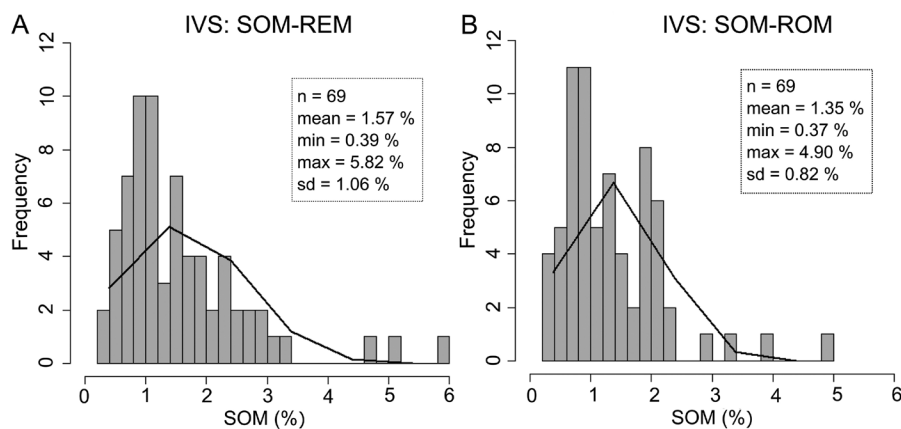 A
IVS: SOM-REM
12
10
8
6
4
2
0
Frequency
n = 69
mean = 1.57 %
min = 0.39 %
max = 5.82 %
sd = 1.06 %
0 1 2 3 4 5 6
SOM (%)
B
IVS: SOM-ROM
12
10
8
6
4
2
0
Frequency
n = 69
mean = 1.35 %
min = 0.37 %
max = 4.90 %
sd = 0.82 %
0 1 2 3 4 5 6
SOM (%)